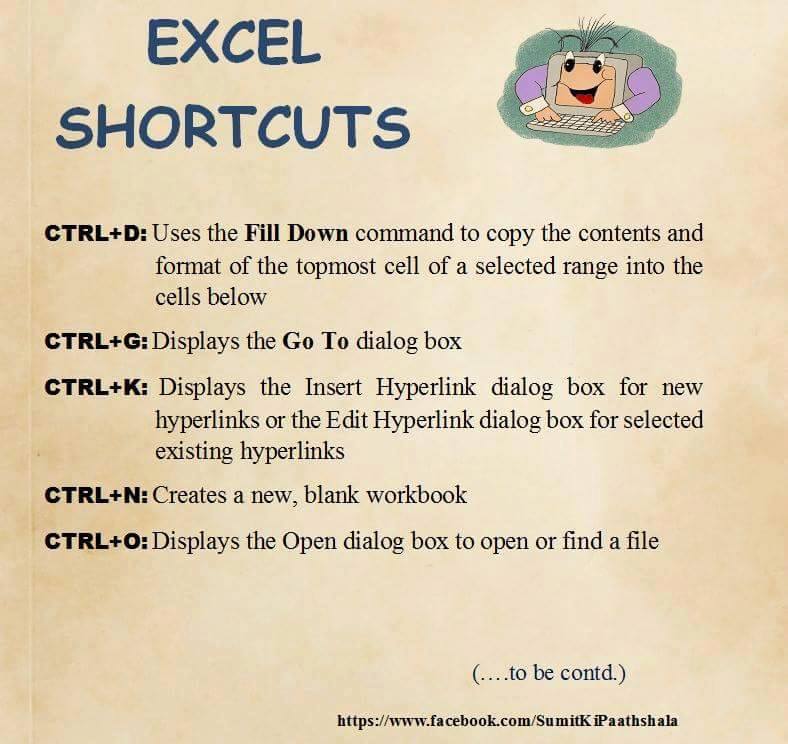 EXCEL
SHORTCUTS
CTRL+D: Uses the Fill Down command to copy the contents and
format of the topmost cell of a selected range into the
cells below
CTRL+G: Displays the Go To dialog box
CTRL+K: Displays the Insert Hyperlink dialog box for new
hyperlinks or the Edit Hyperlink dialog box for selected
existing hyperlinks
CTRL+N: Creates a new, blank workbook
CTRL+O: Displays the Open dialog box to open or find a file
(....to be contd.)
https://www.facebook.com/SumitKiPaathshala